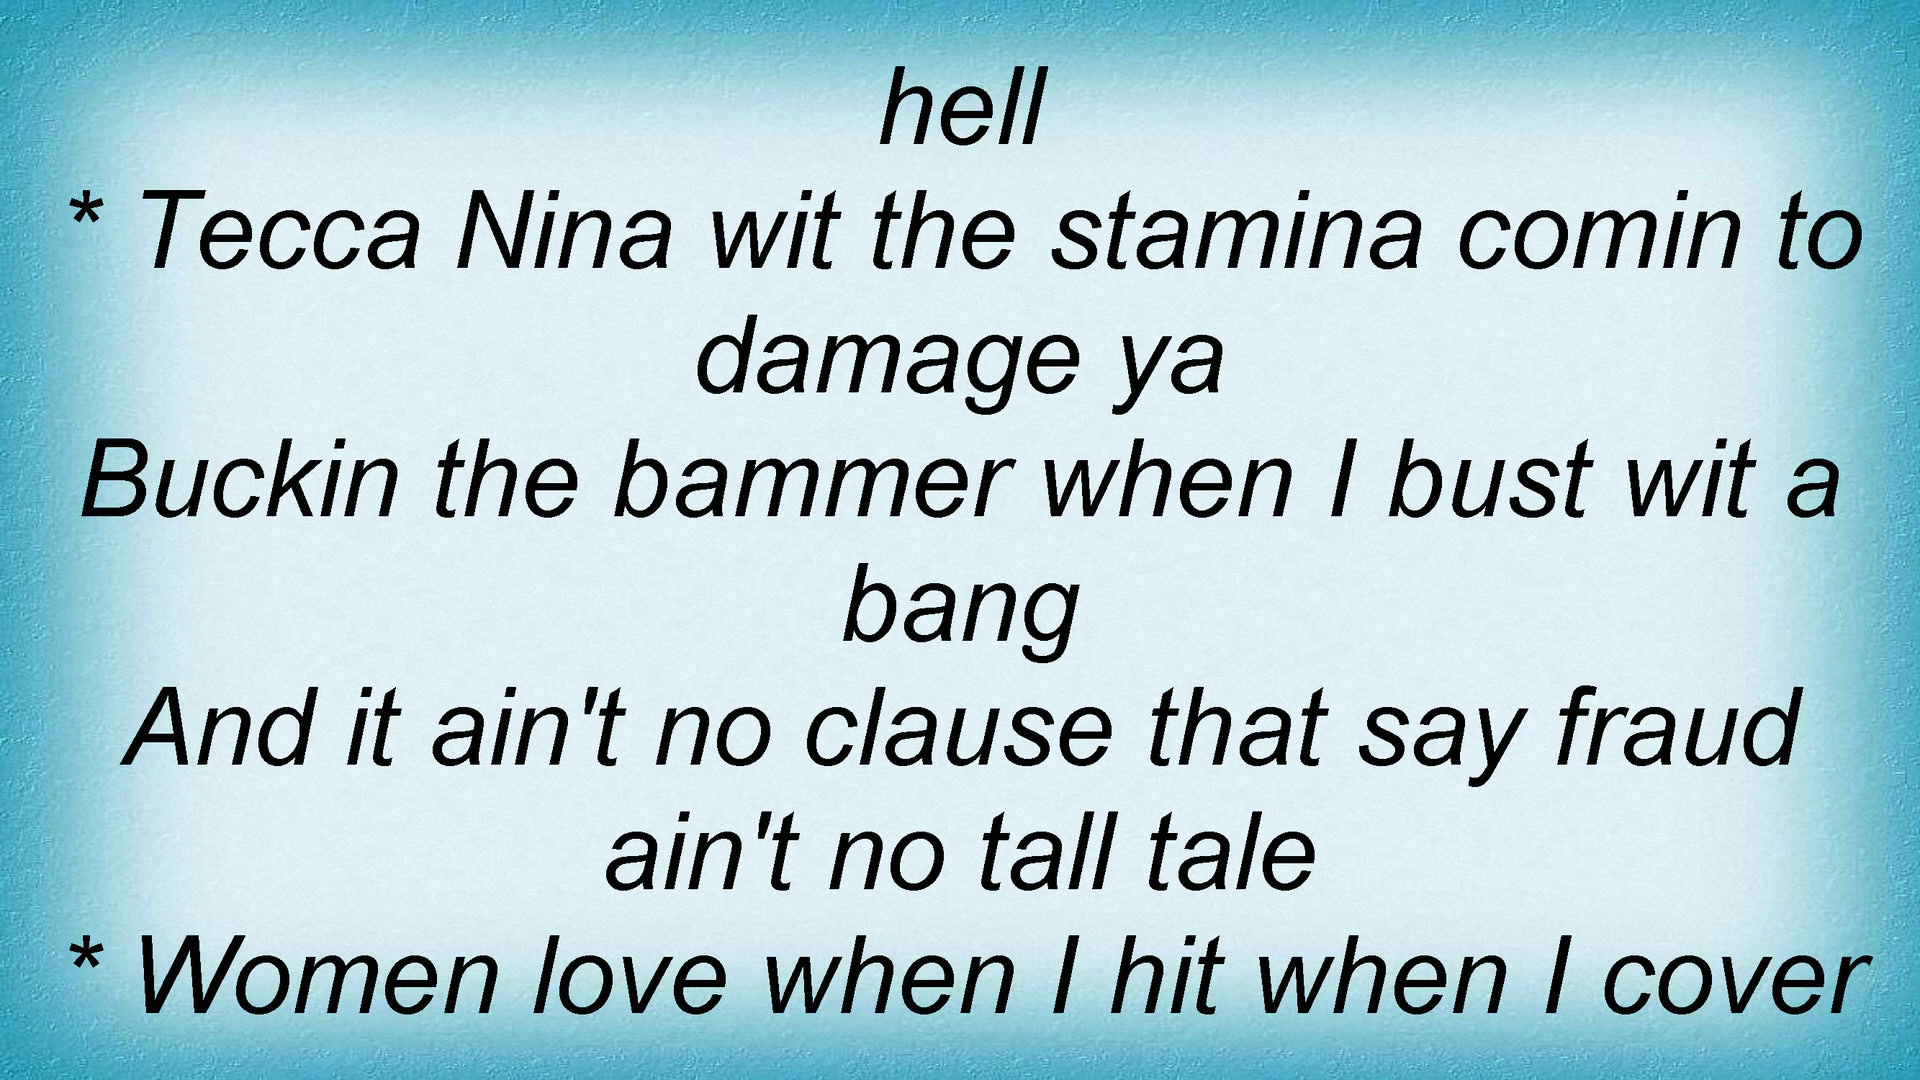 hell
* Tecca Nina wit the stamina comin to
damage ya
Buckin the bammer when I bust wit a
bang
And it ain't no clause that say fraud
ain't no tall tale
* Women love when I hit when I cover